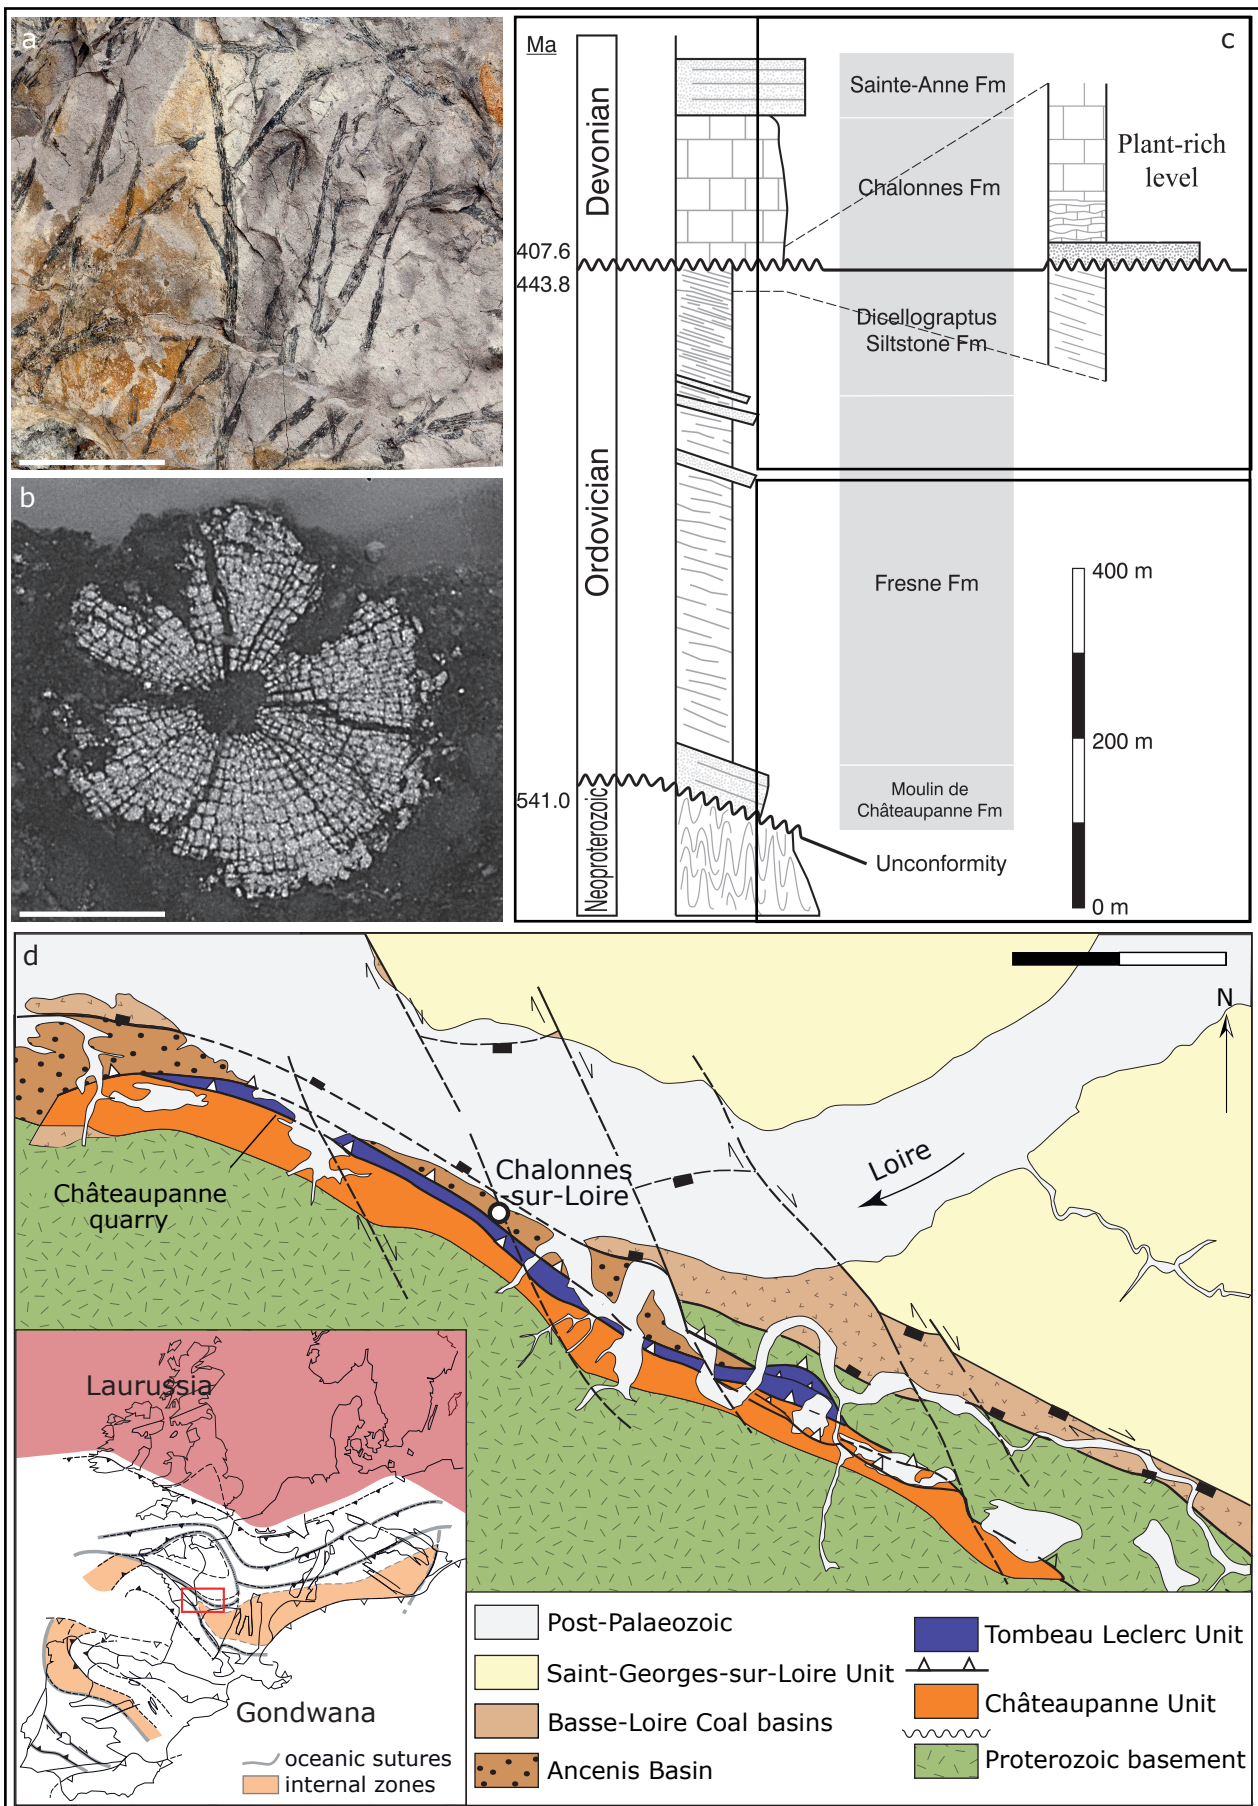 a
b
Ma
c
Devonian
Ordovician
Neoproterozoic
407.6
443.8
541.0
Sainte-Anne Fm
Chalonnes Fm
Dicellograptus
Siltstone Fm
Fresne Fm
Moulin de
Châteaupanne Fm
Unconformity
Plant-rich
level
400 m
200 m
0 m
d
N
Loire
Chalonnes
-sur-Loire
Châteaupanne
quarry
Laurussia
Gondwana
oceanic sutures
internal zones
Post-Palaeozoic
Saint-Georges-sur-Loire Unit
Basse-Loire Coal basins
Ancenis Basin
Tombeau Leclerc Unit
Châteaupanne Unit
Proterozoic basement